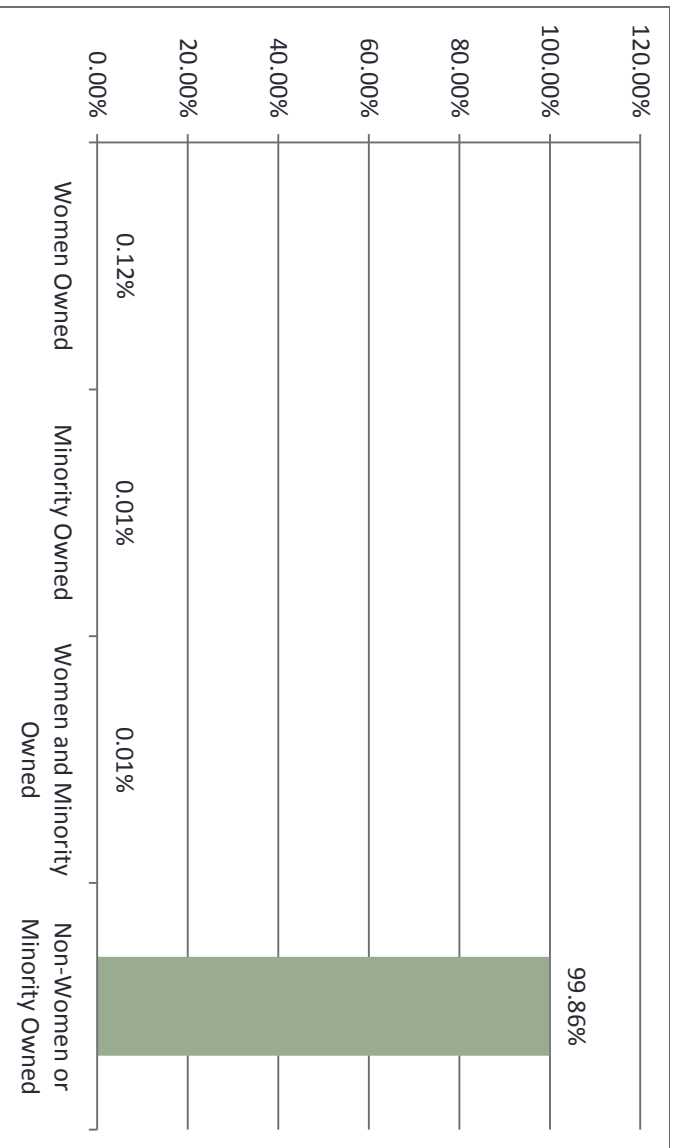 120.00%
100.00%
80.00%
60.00%
40.00%
20.00%
0.00%
0.12%
0.01%
0.01%
99.86%
Women Owned
Minority Owned
Women and Minority
Owned
Non-Women or
Minority Owned